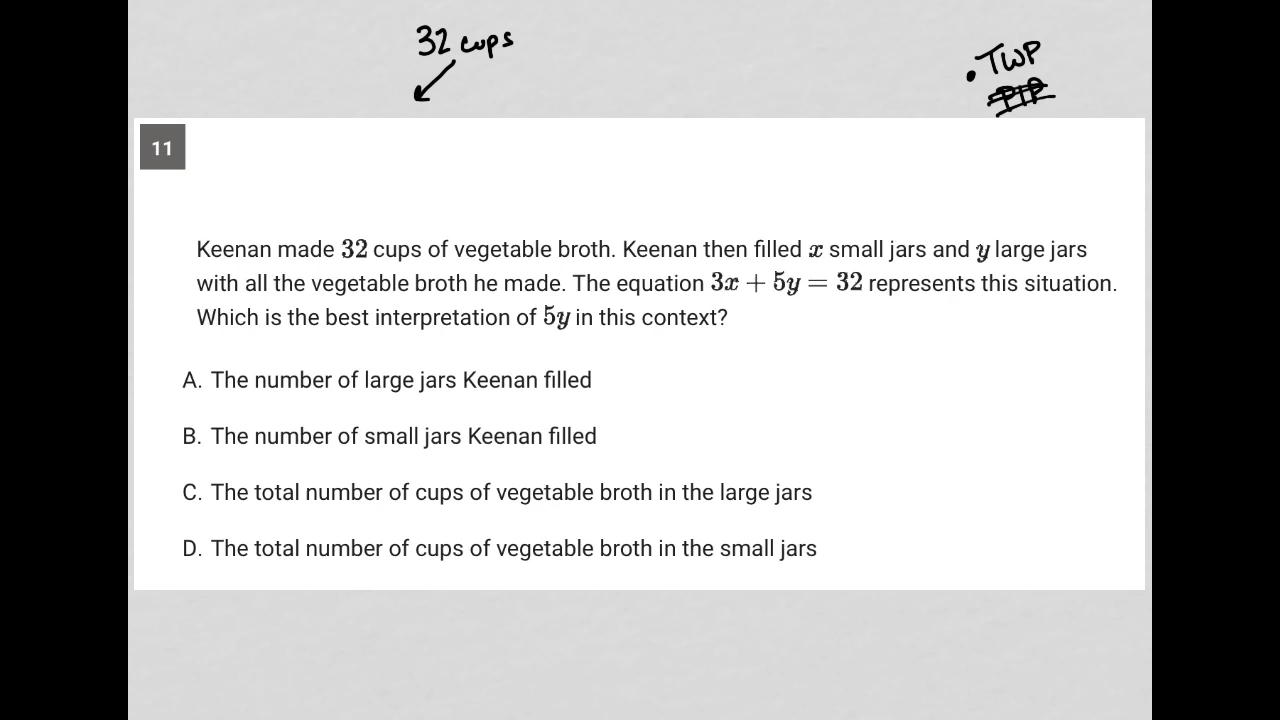 32 cups
• TWP
PIP
11
Keenan made 32 cups of vegetable broth. Keenan then filled x small jars and y large jars
with all the vegetable broth he made. The equation 3x + 5y = 32 represents this situation.
Which is the best interpretation of 5y in this context?
A. The number of large jars Keenan filled
B. The number of small jars Keenan filled
C. The total number of cups of vegetable broth in the large jars
D. The total number of cups of vegetable broth in the small jars